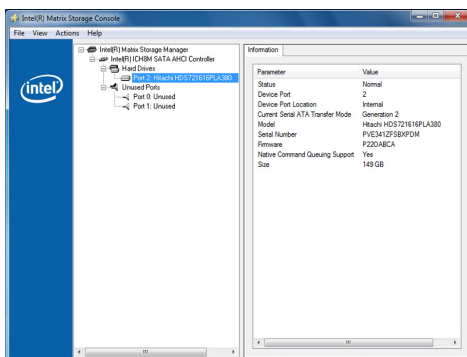 Intel(R) Matrix Storage Console
File View Actions Help
Intel(R) Matrix Storage Manager
Intel(R) ICH8M SATA AHCI Controller
Hard Drives
Port 2: Hitachi HDS721616PLA380
Unused Ports
Port 0: Unused
Port 1: Unused
intel
Information
Parameter Value
Status Normal
Device Port 2
Device Port Location Internal
Current Serial ATA Transfer Mode Generation 2
Model Hitachi HDS721616PLA380
Serial Number PVE341ZFSBXPDM
Firmware P22OABCA
Native Command Queuing Support Yes
Size 149 GB